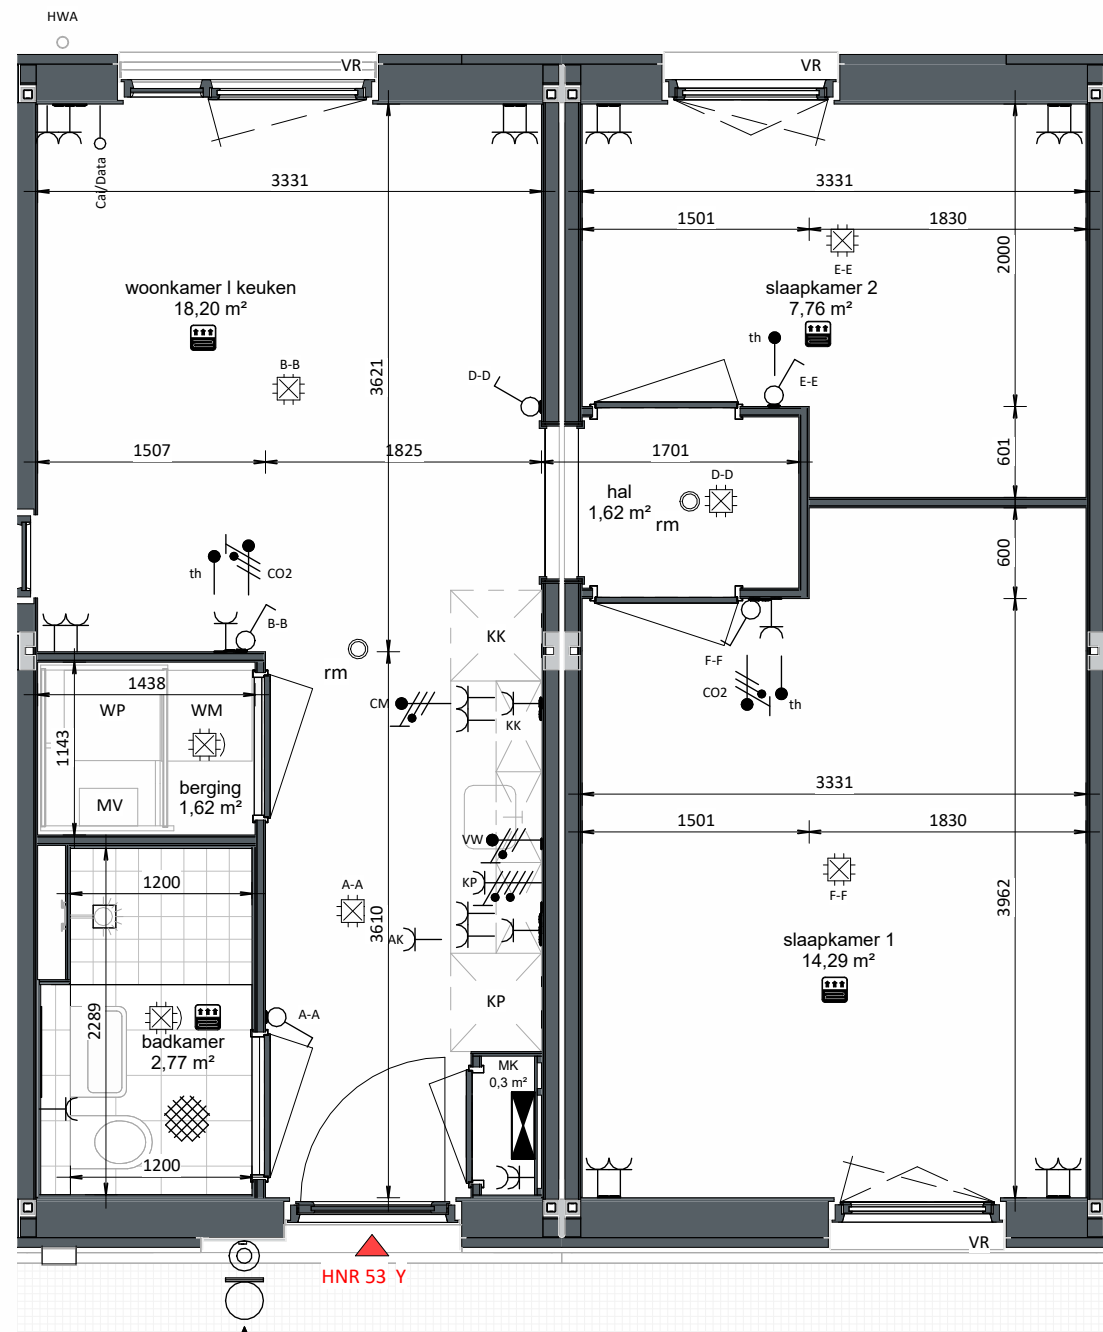 HWA
VR
VR
Cai/Data
3331
3331
1501
1830
2000
E-E
woonkamer I keuken
18,20 m²
slaapkamer 2
7,76 m²
th
B-B
D-D
E-E
3621
1507
1825
1701
601
D-D
hal
1,62 m²
rm
th
CO2
600
B-B
KK
rm
F-F
1438
CO2
th
WP
WM
CM
KK
1143
berging
1,62 m²
MV
3331
1501
1830
VW
KP
1200
A-A
F-F
3962
3610
AK
slaapkamer 1
14,29 m²
KP
2289
A-A
badkamer
2,77 m²
MK
0,3 m²
1200
VR
HNR 53 Y